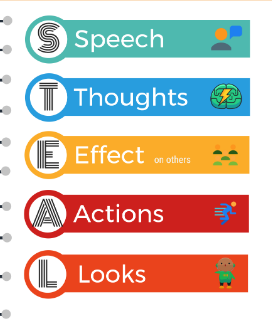 S Speech
T Thoughts
E Effect on others
A Actions
L Looks